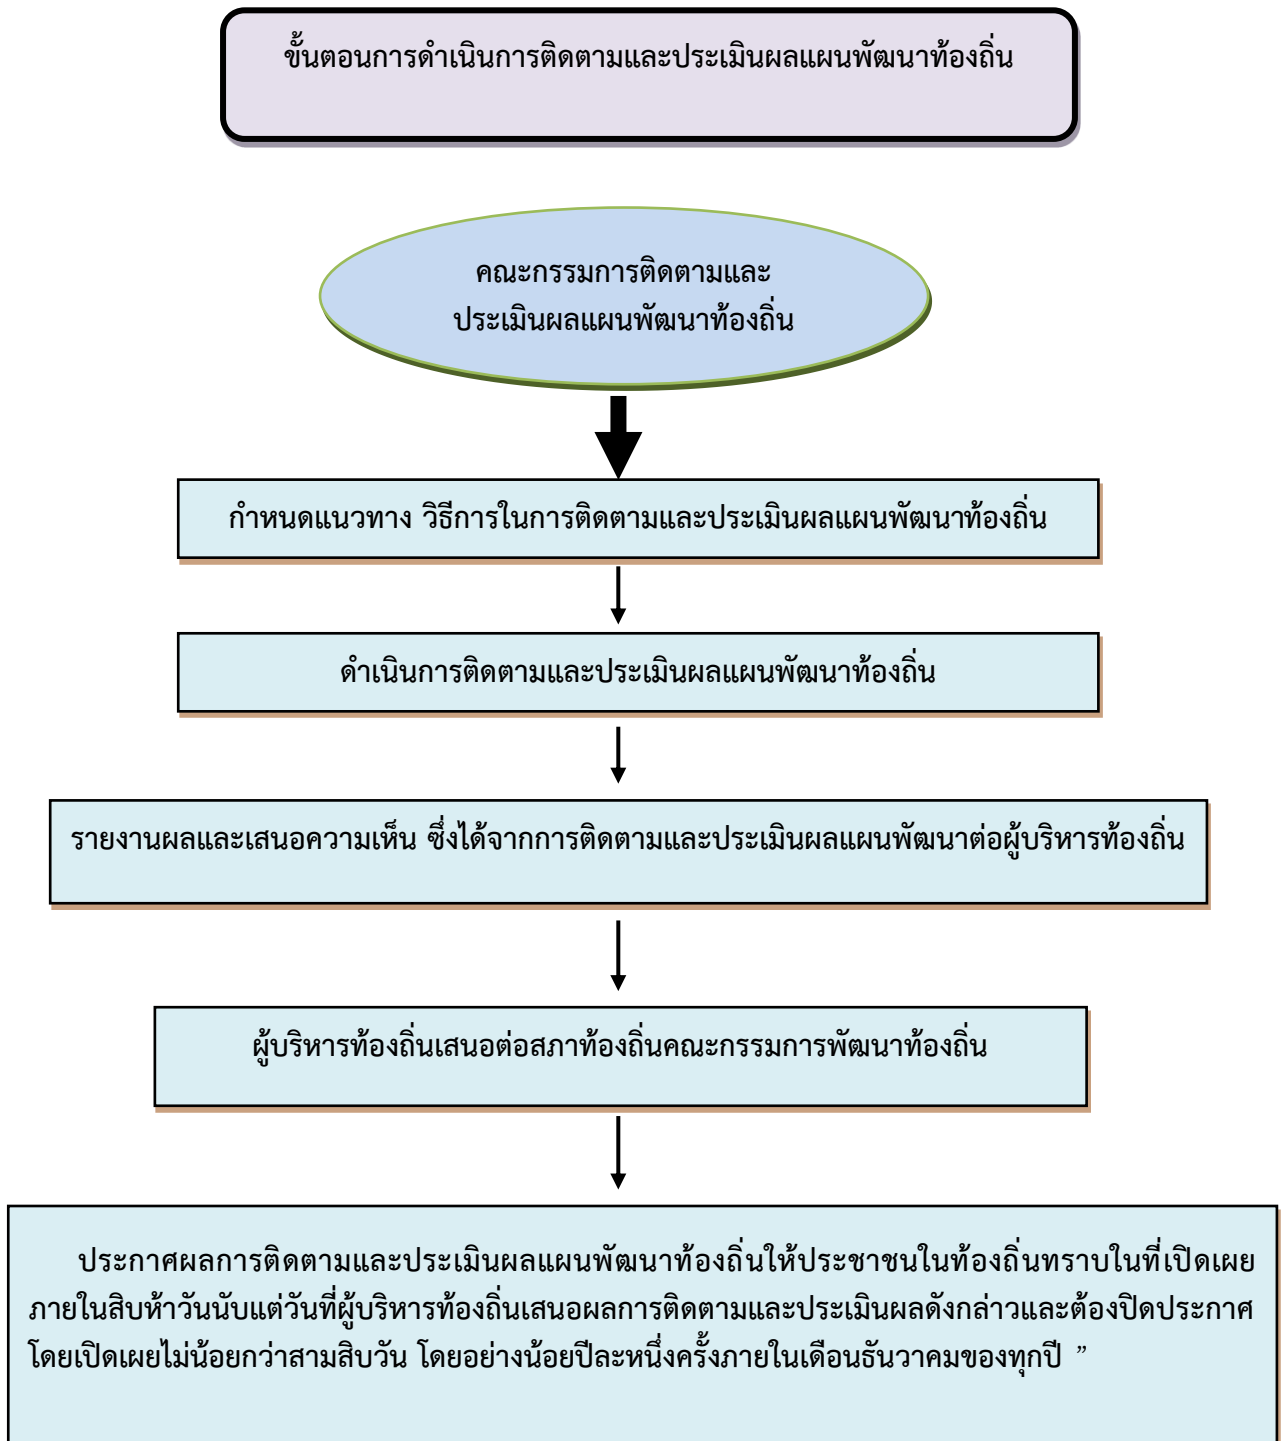 ขั้นตอนการดำเนินการติดตามและประเมินผลแผนพัฒนาท้องถิ่น
คณะกรรมการติดตามและ
ประเมินผลแผนพัฒนาท้องถิ่น
กำหนดแนวทาง วิธีการในการติดตามและประเมินผลแผนพัฒนาท้องถิ่น
ดำเนินการติดตามและประเมินผลแผนพัฒนาท้องถิ่น
รายงานผลและเสนอความเห็น ซึ่งได้จากการติดตามและประเมินผลแผนพัฒนาต่อผู้บริหารท้องถิ่น
ผู้บริหารท้องถิ่นเสนอต่อสภาท้องถิ่นคณะกรรมการพัฒนาท้องถิ่น
ประกาศผลการติดตามและประเมินผลแผนพัฒนาท้องถิ่นให้ประชาชนในท้องถิ่นทราบในที่เปิดเผย
ภายในสิบห้าวันนับแต่วันที่ผู้บริหารท้องถิ่นเสนอผลการติดตามและประเมินผลดังกล่าวและต้องปิดประกาศ
โดยเปิดเผยไม่น้อยกว่าสามสิบวัน โดยอย่างน้อยปีละหนึ่งครั้งภายในเดือนธันวาคมของทุกปี ”